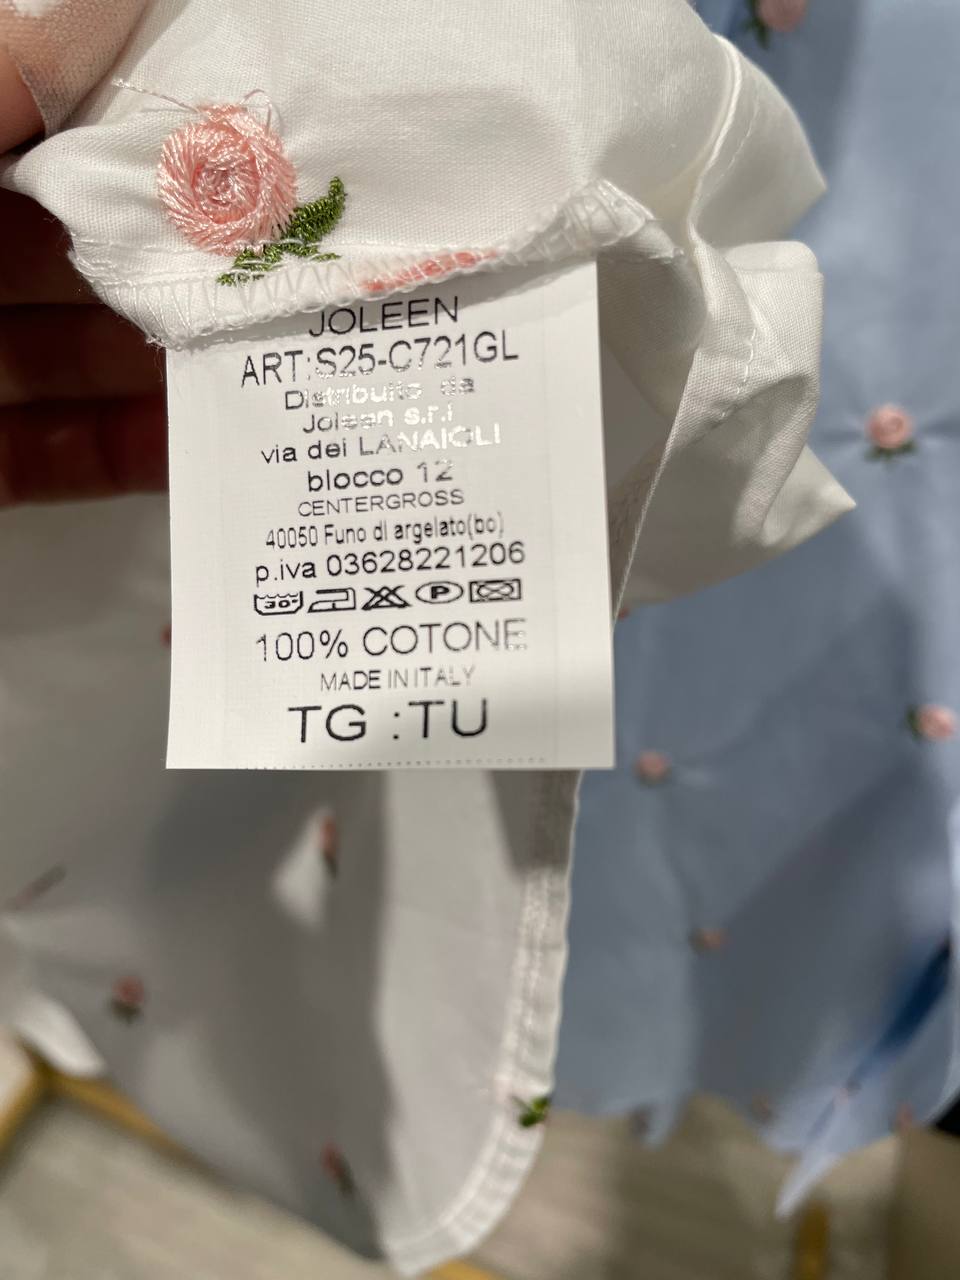 JOLEEN
ART:S25-C721GL
Distribuito da
Joleen s.r.l
via dei LANAIOLI
blocco 12
CENTERGROSS
40050 Funo di argelato(bo)
p.iva 03628221206
30° P
100% COTONE
MADE IN ITALY
TG :TU